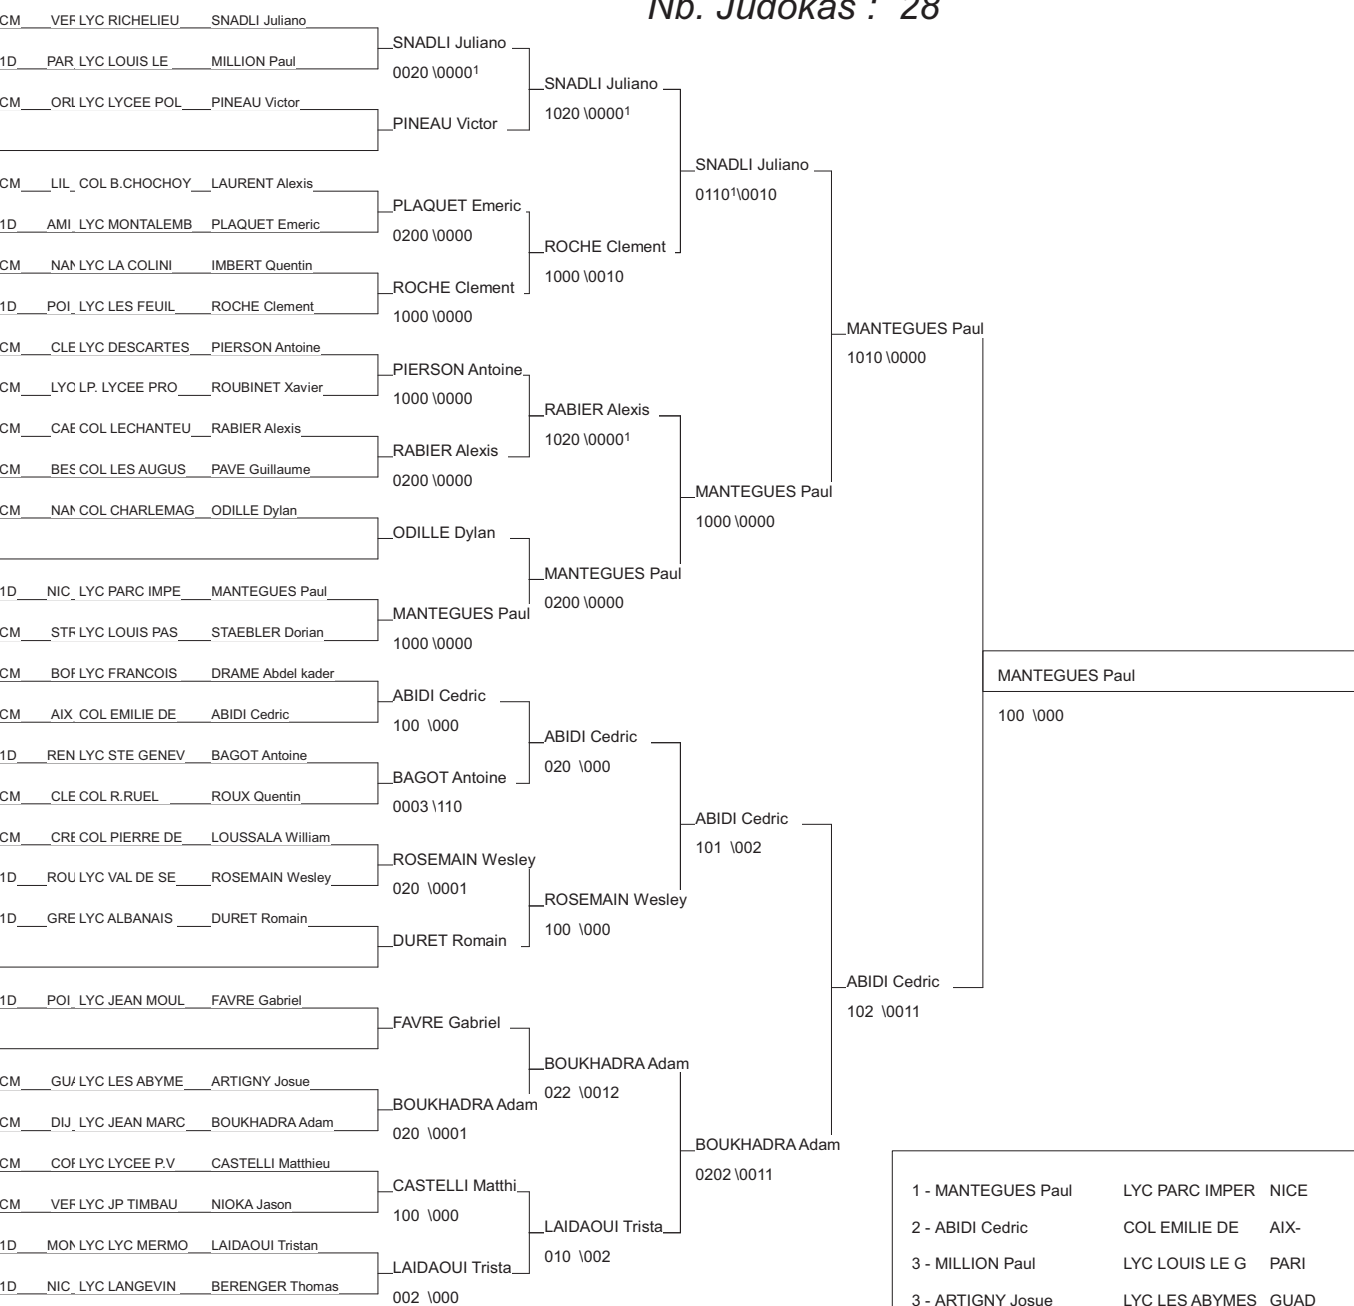 Nb. Judokas : 28
CM VER LYC RICHELIEU SNADLI Juliano
SNADLI Juliano
1D PAR LYC LOUIS LE MILLION Paul
0020 \0000¹
SNADLI Juliano
CM ORL LYC LYCEE POL PINEAU Victor
1020 \0000¹
PINEAU Victor
SNADLI Juliano
CM LIL COL B.CHOCHOY LAURENT Alexis
0110¹\0010
PLAQUET Emeric
1D AMI LYC MONTALEMB PLAQUET Emeric
0200 \0000
ROCHE Clement
CM NAN LYC LA COLINI IMBERT Quentin
1000 \0010
ROCHE Clement
1D POI LYC LES FEUIL ROCHE Clement
1000 \0000
MANTEGUES Paul
CM CLE LYC DESCARTES PIERSON Antoine
1010 \0000
PIERSON Antoine
CM LYO LP. LYCEE PRO ROUBINET Xavier
1000 \0000
RABIER Alexis
CM CAE COL LECHANTEU RABIER Alexis
1020 \0000¹
RABIER Alexis
CM BES COL LES AUGUS PAVE Guillaume
0200 \0000
MANTEGUES Paul
CM NAN COL CHARLEMAG ODILLE Dylan
1000 \0000
ODILLE Dylan
MANTEGUES Paul
1D NIC LYC PARC IMPE MANTEGUES Paul
0200 \0000
MANTEGUES Paul
CM STR LYC LOUIS PAS STAEBLER Dorian
1000 \0000
CM BOR LYC FRANCOIS DRAME Abdel kader
MANTEGUES Paul
ABIDI Cedric
CM AIX COL EMILIE DE ABIDI Cedric
100 \000
100 \000
ABIDI Cedric
1D REN LYC STE GENEV BAGOT Antoine
020 \000
BAGOT Antoine
CM CLE COL R.RUEL ROUX Quentin
0003 \110
ABIDI Cedric
CM CRE COL PIERRE DE LOUSSALA William
101 \002
ROSEMAIN Wesley
1D ROU LYC VAL DE SE ROSEMAIN Wesley
020 \0001
ROSEMAIN Wesley
1D GRE LYC ALBANAIS DURET Romain
100 \000
DURET Romain
ABIDI Cedric
1D POI LYC JEAN MOUL FAVRE Gabriel
102 \0011
FAVRE Gabriel
BOUKHADRA Adam
CM GUA LYC LES ABYME ARTIGNY Josue
022 \0012
BOUKHADRA Adam
CM DIJ LYC JEAN MARC BOUKHADRA Adam
020 \0001
BOUKHADRA Adam
CM COR LYC LYCEE P.V CASTELLI Matthieu
0202 \0011
CASTELLI Matthi
CM VER LYC JP TIMBAU NIOKA Jason
100 \000
LAIDAOUI Trista
1D MON LYC LYC MERMO LAIDAOUI Tristan
010 \002
LAIDAOUI Trista
1D NIC LYC LANGEVIN BERENGER Thomas
002 \000
1 - MANTEGUES Paul LYC PARC IMPER NICE
2 - ABIDI Cedric COL EMILIE DE AIX-
3 - MILLION Paul LYC LOUIS LE G PARI
3 - ARTIGNY Josue LYC LES ABYMES GUAD